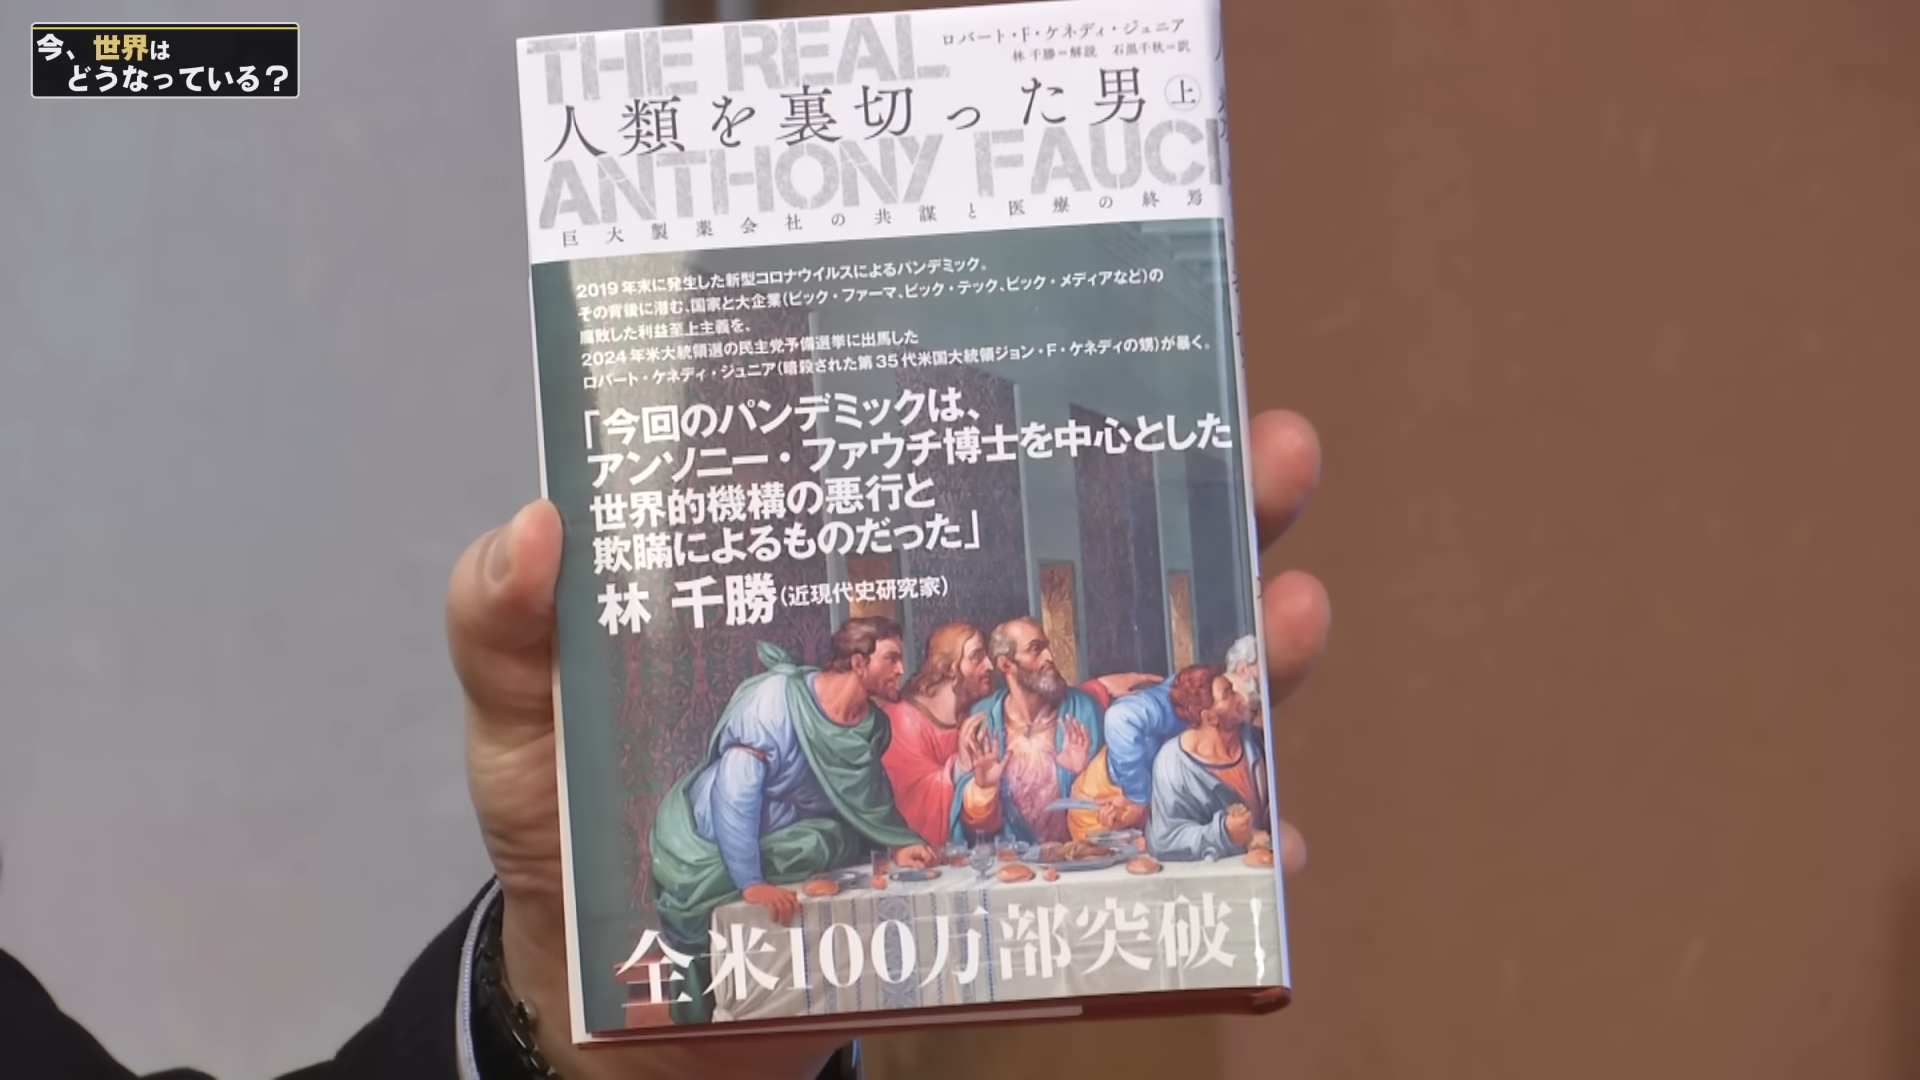 今、世界は
どうなっている？
THE REAL
ロバート・F・ケネディ・ジュニア
林 千勝=解説 石黒千秋=訳
人類を裏切った男 上
ANTHONY FAUCI
巨大製薬会社の共謀と医療の終焉
2019年末に発生した新型コロナウイルスによるパンデミック。
その背後に潜む、国家と大企業(ビック・ファーマ、ビック・テック、ビック・メディアなど)の
腐敗した利益至上主義を、
2024年米大統領選の民主党予備選挙に出馬した
ロバート・ケネディ・ジュニア(暗殺された第35代米国大統領ジョン・F・ケネディの甥)が暴く。
「今回のパンデミックは、
アンソニー・ファウチ博士を中心とした
世界的機構の悪行と
欺瞞によるものだった」
林 千勝(近現代史研究家)
全米100万部突破!